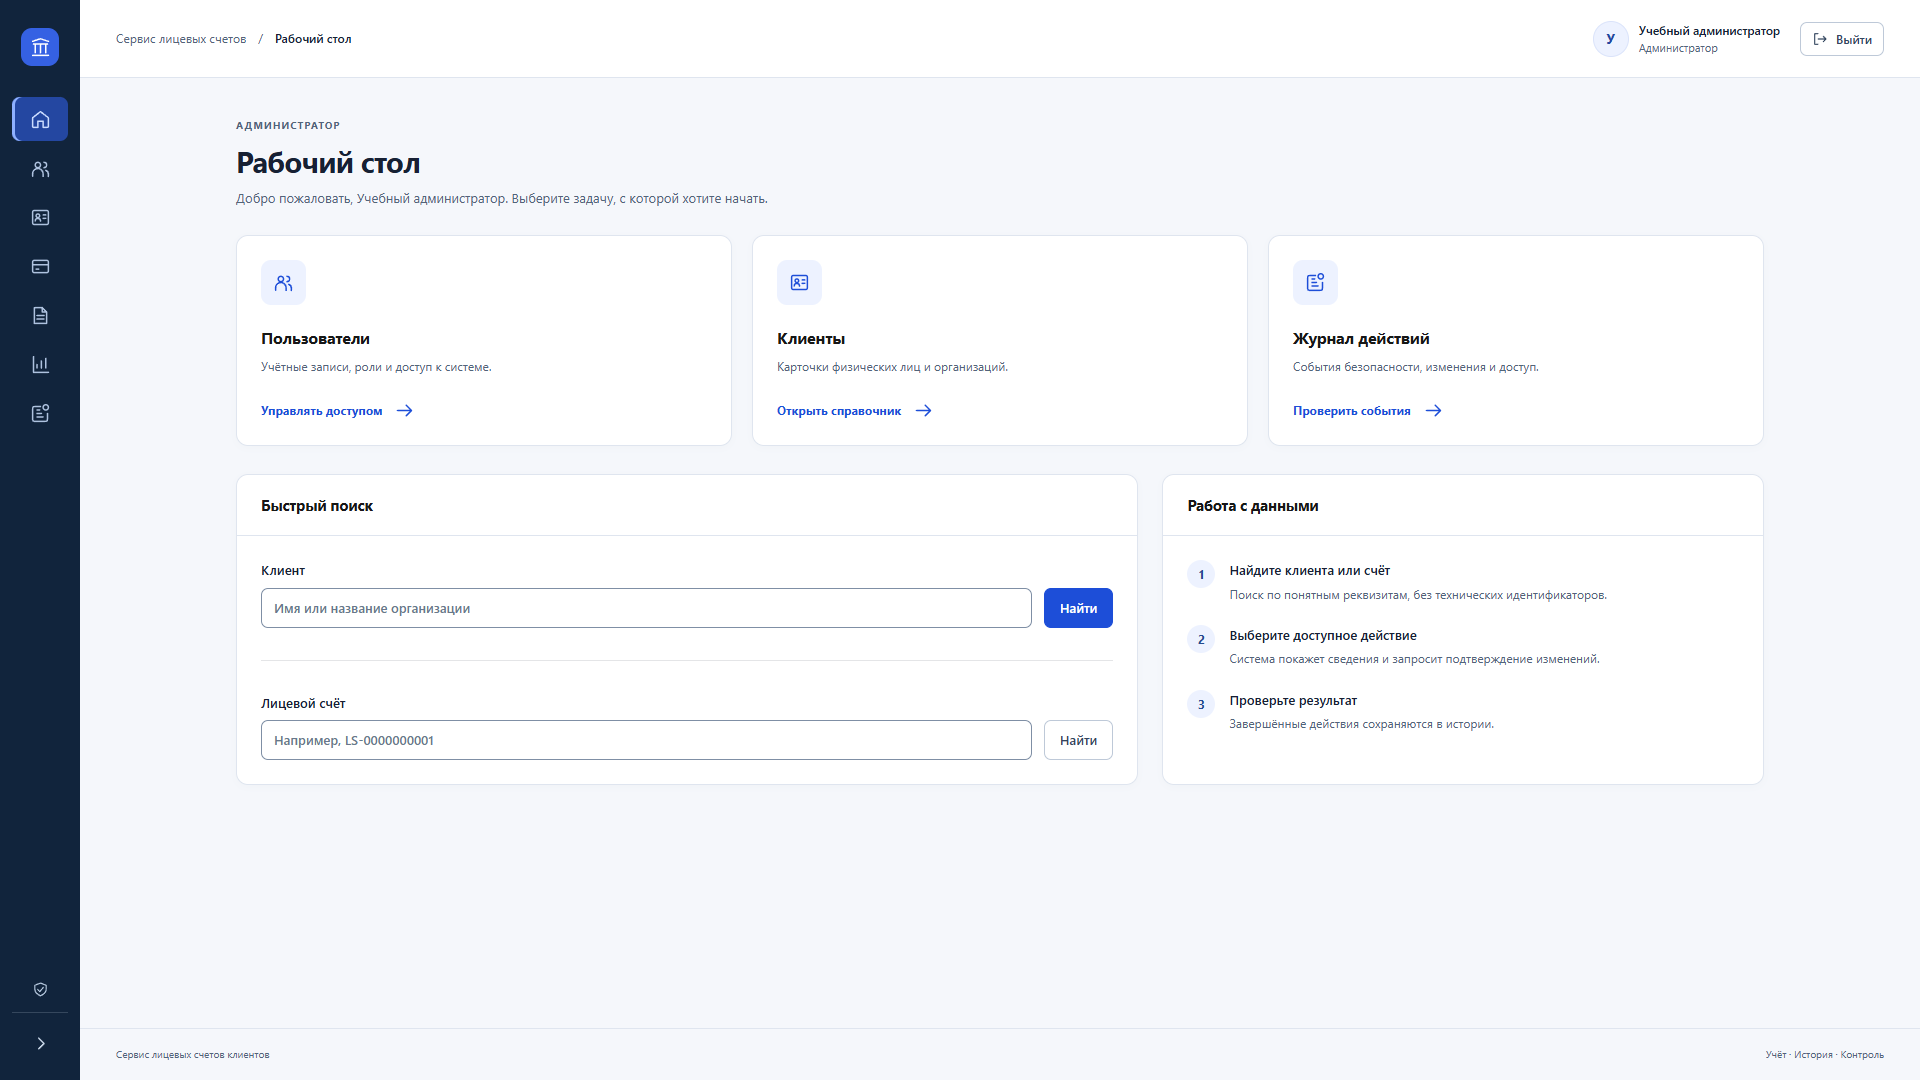 Сервис лицевых счетов / Рабочий стол
У
Учебный администратор
Администратор
Выйти
АДМИНИСТРАТОР
Рабочий стол
Добро пожаловать, Учебный администратор. Выберите задачу, с которой хотите начать.
Пользователи
Учётные записи, роли и доступ к системе.
Управлять доступом
Клиенты
Карточки физических лиц и организаций.
Открыть справочник
Журнал действий
События безопасности, изменения и доступ.
Проверить события
Быстрый поиск
Клиент
Имя или название организации
Найти
Лицевой счёт
Например, LS-0000000001
Найти
Работа с данными
1
Найдите клиента или счёт
Поиск по понятным реквизитам, без технических идентификаторов.
2
Выберите доступное действие
Система покажет сведения и запросит подтверждение изменений.
3
Проверьте результат
Завершённые действия сохраняются в истории.
Сервис лицевых счетов клиентов
Учёт · История · Контроль